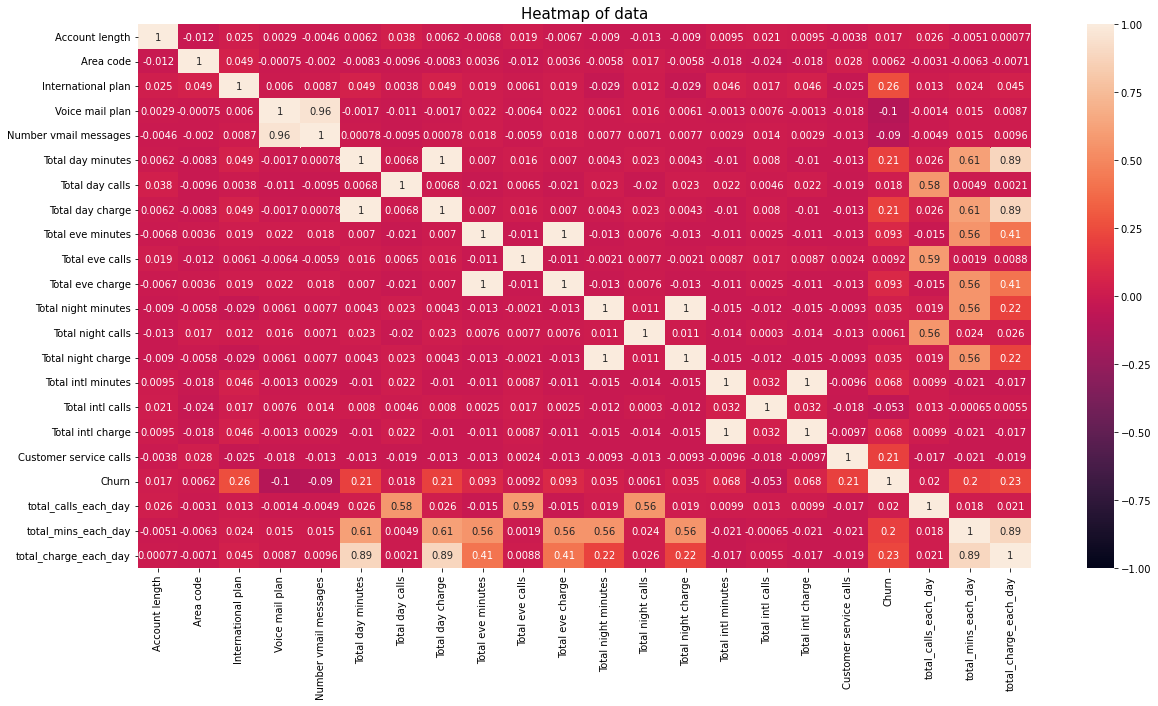 Heatmap of data
Account length 1 -0.012 0.025 0.0029 -0.0046 0.0062 0.038 0.0062 -0.0068 0.019 -0.0067 -0.009 -0.013 -0.009 0.0095 0.021 0.0095 -0.0038 0.017 0.026 -0.0051 0.00077
Area code -0.012 1 0.049 -0.00075 -0.002 -0.0083 -0.0096 -0.0083 0.0036 -0.012 0.0036 -0.0058 0.017 -0.0058 -0.018 -0.024 -0.018 0.028 0.0062 -0.0031 -0.0063 -0.0071
International plan 0.025 0.049 1 0.006 0.0087 0.049 0.0038 0.049 0.019 0.0061 0.019 -0.029 0.012 -0.029 0.046 0.017 0.046 -0.025 0.26 0.013 0.024 0.045
Voice mail plan 0.0029 -0.00075 0.006 1 0.96 -0.0017 -0.011 -0.0017 0.022 -0.0064 0.022 0.0061 0.016 0.0061 -0.0013 0.0076 -0.0013 -0.018 -0.1 -0.0014 0.015 0.0087
Number vmail messages -0.0046 -0.002 0.0087 0.96 1 0.00078 -0.0095 0.00078 0.018 -0.0059 0.018 0.0077 0.0071 0.0077 0.0029 0.014 0.0029 -0.013 -0.09 -0.0049 0.015 0.0096
Total day minutes 0.0062 -0.0083 0.049 -0.0017 0.00078 1 0.0068 1 0.007 0.016 0.007 0.0043 0.023 0.0043 -0.01 0.008 -0.01 -0.013 0.21 0.026 0.61 0.89
Total day calls 0.038 -0.0096 0.0038 -0.011 -0.0095 0.0068 1 0.0068 -0.021 0.0065 -0.021 0.023 -0.02 0.023 0.022 0.0046 0.022 -0.019 0.018 0.58 0.0049 0.0021
Total day charge 0.0062 -0.0083 0.049 -0.0017 0.00078 1 0.0068 1 0.007 0.016 0.007 0.0043 0.023 0.0043 -0.01 0.008 -0.01 -0.013 0.21 0.026 0.61 0.89
Total eve minutes -0.0068 0.0036 0.019 0.022 0.018 0.007 -0.021 0.007 1 -0.011 1 -0.013 0.0076 -0.013 -0.011 0.0025 -0.011 -0.013 0.093 -0.015 0.56 0.41
Total eve calls 0.019 -0.012 0.0061 -0.0064 -0.0059 0.016 0.0065 0.016 -0.011 1 -0.011 -0.0021 0.0077 -0.0021 0.0087 0.017 0.0087 0.0024 0.0092 0.59 0.0019 0.0088
Total eve charge -0.0067 0.0036 0.019 0.022 0.018 0.007 -0.021 0.007 1 -0.011 1 -0.013 0.0076 -0.013 -0.011 0.0025 -0.011 -0.013 0.093 -0.015 0.56 0.41
Total night minutes -0.009 -0.0058 -0.029 0.0061 0.0077 0.0043 0.023 0.0043 -0.013 -0.0021 -0.013 1 0.011 1 -0.015 -0.012 -0.015 -0.0093 0.035 0.019 0.56 0.22
Total night calls -0.013 0.017 0.012 0.016 0.0071 0.023 -0.02 0.023 0.0076 0.0077 0.0076 0.011 1 0.011 -0.014 0.0003 -0.014 -0.013 0.0061 0.56 0.024 0.026
Total night charge -0.009 -0.0058 -0.029 0.0061 0.0077 0.0043 0.023 0.0043 -0.013 -0.0021 -0.013 1 0.011 1 -0.015 -0.012 -0.015 -0.0093 0.035 0.019 0.56 0.22
Total intl minutes 0.0095 -0.018 0.046 -0.0013 0.0029 -0.01 0.022 -0.01 -0.011 0.0087 -0.011 -0.015 -0.014 -0.015 1 0.032 1 -0.0096 0.068 0.0099 -0.021 -0.017
Total intl calls 0.021 -0.024 0.017 0.0076 0.014 0.008 0.0046 0.008 0.0025 0.017 0.0025 -0.012 0.0003 -0.012 0.032 1 0.032 -0.018 -0.053 0.013 -0.00065 0.0055
Total intl charge 0.0095 -0.018 0.046 -0.0013 0.0029 -0.01 0.022 -0.01 -0.011 0.0087 -0.011 -0.015 -0.014 -0.015 1 0.032 1 -0.0097 0.068 0.0099 -0.021 -0.017
Customer service calls -0.0038 0.028 -0.025 -0.018 -0.013 -0.013 -0.019 -0.013 -0.013 0.0024 -0.013 -0.0093 -0.013 -0.0093 -0.0096 -0.018 -0.0097 1 0.21 -0.017 -0.021 -0.019
Churn 0.017 0.0062 0.26 -0.1 -0.09 0.21 0.018 0.21 0.093 0.0092 0.093 0.035 0.0061 0.035 0.068 -0.053 0.068 0.21 1 0.02 0.2 0.23
total_calls_each_day 0.026 -0.0031 0.013 -0.0014 -0.0049 0.026 0.58 0.026 -0.015 0.59 -0.015 0.019 0.56 0.019 0.0099 0.013 0.0099 -0.017 0.02 1 0.018 0.021
total_mins_each_day -0.0051 -0.0063 0.024 0.015 0.015 0.61 0.0049 0.61 0.56 0.0019 0.56 0.56 0.024 0.56 -0.021 -0.00065 -0.021 -0.021 0.2 0.018 1 0.89
total_charge_each_day 0.00077 -0.0071 0.045 0.0087 0.0096 0.89 0.0021 0.89 0.41 0.0088 0.41 0.22 0.026 0.22 -0.017 0.0055 -0.017 -0.019 0.23 0.021 0.89 1
Account length
Area code
International plan
Voice mail plan
Number vmail messages
Total day minutes
Total day calls
Total day charge
Total eve minutes
Total eve calls
Total eve charge
Total night minutes
Total night calls
Total night charge
Total intl minutes
Total intl calls
Total intl charge
Customer service calls
Churn
total_calls_each_day
total_mins_each_day
total_charge_each_day
1.00
0.75
0.50
0.25
0.00
−0.25
−0.50
−0.75
−1.00